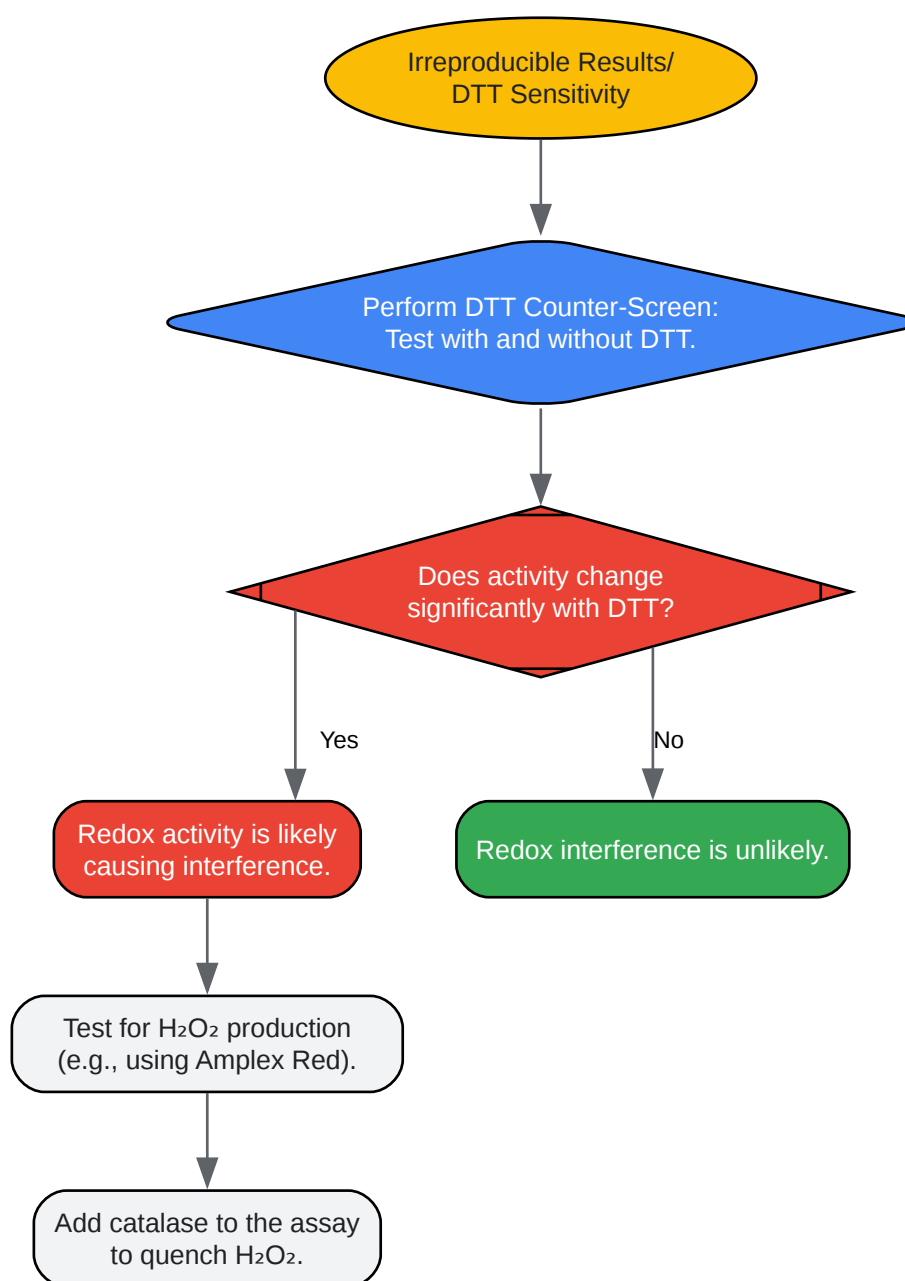 Irreproducible Results/
DTT Sensitivity
Perform DTT Counter-Screen:
Test with and without DTT.
Does activity change
significantly with DTT?
Yes
No
Redox activity is likely
causing interference.
Redox interference is unlikely.
Test for H₂O₂ production
(e.g., using Amplex Red).
Add catalase to the assay
to quench H₂O₂.